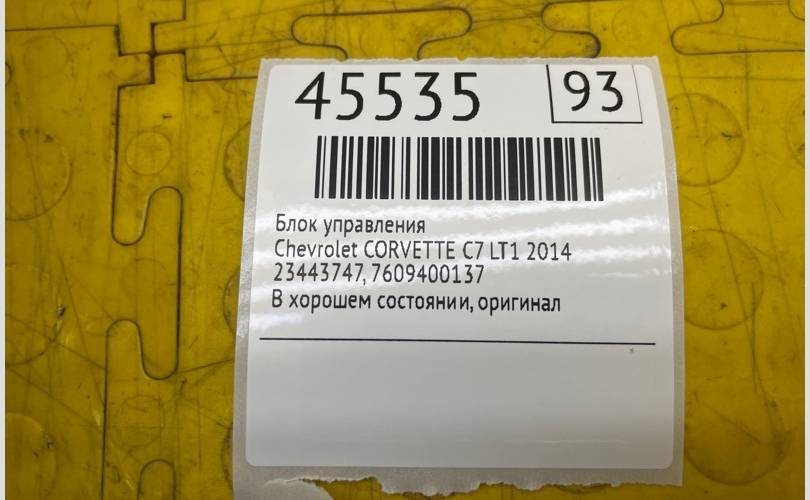 45535 93
Блок управления
Chevrolet CORVETTE C7 LT1 2014
23443747, 7609400137
В хорошем состоянии, оригинал